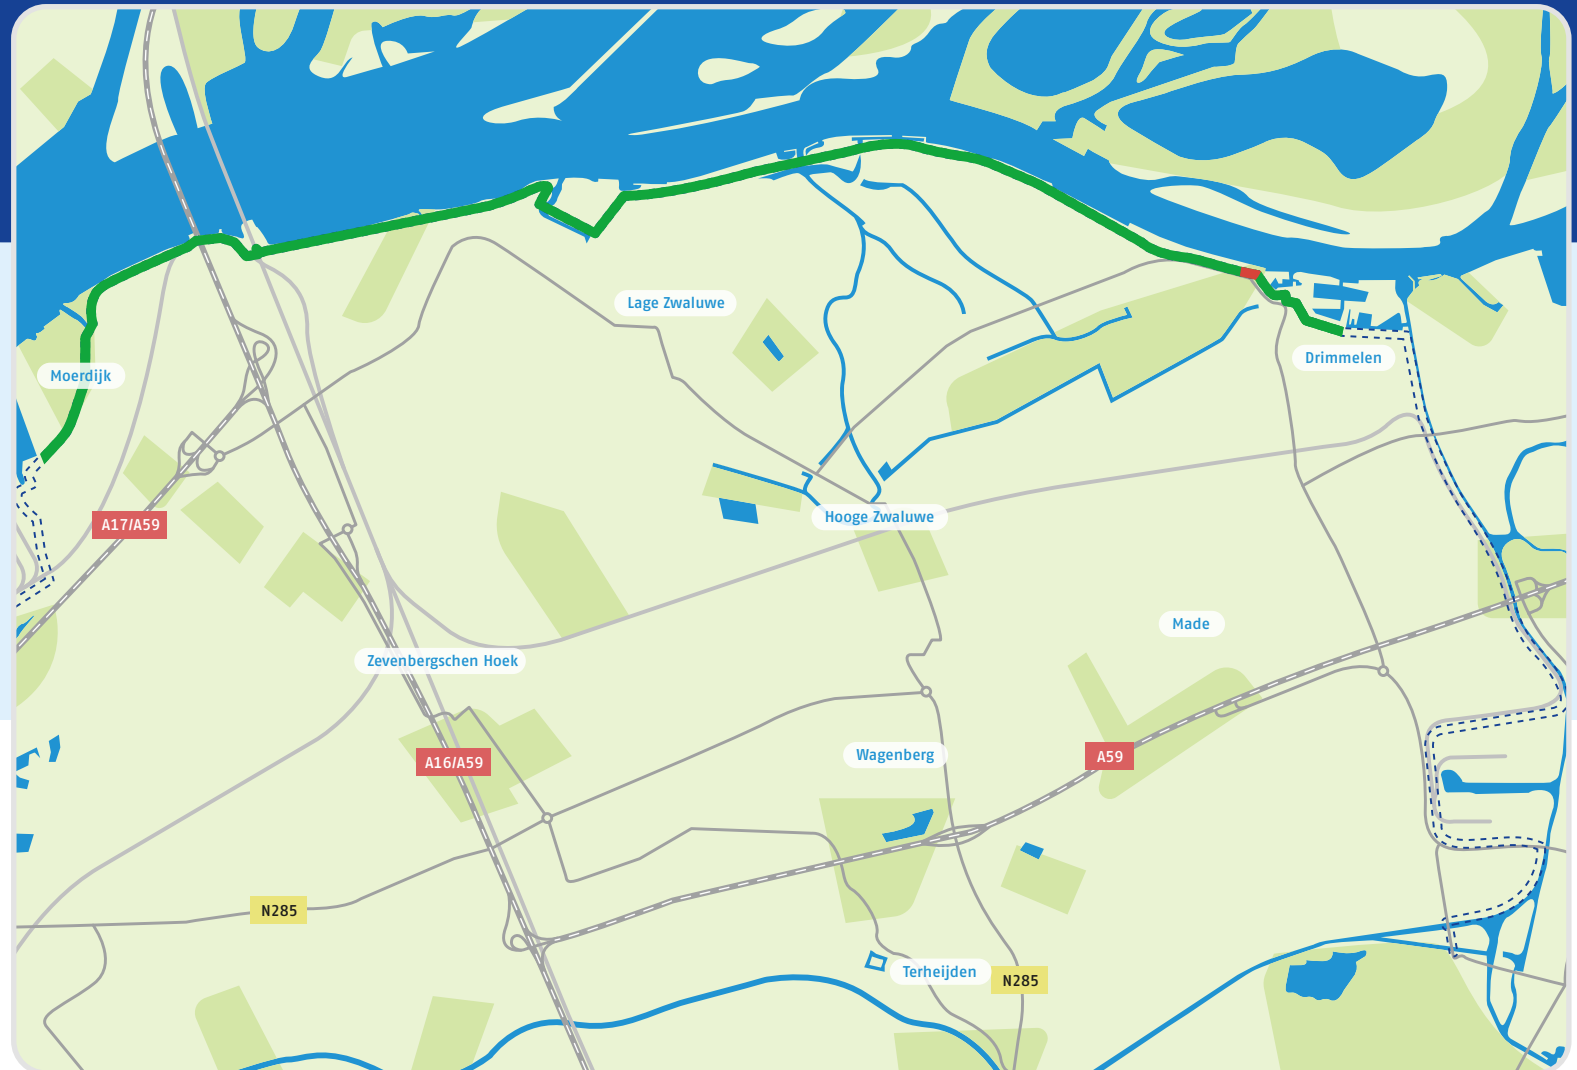 Lage Zwaluwe
Drimmelen
Moerdijk
Hooge Zwaluwe
A17/A59
Made
Zevenbergschen Hoek
Wagenberg
A59
A16/A59
N285
Terheijden
N285